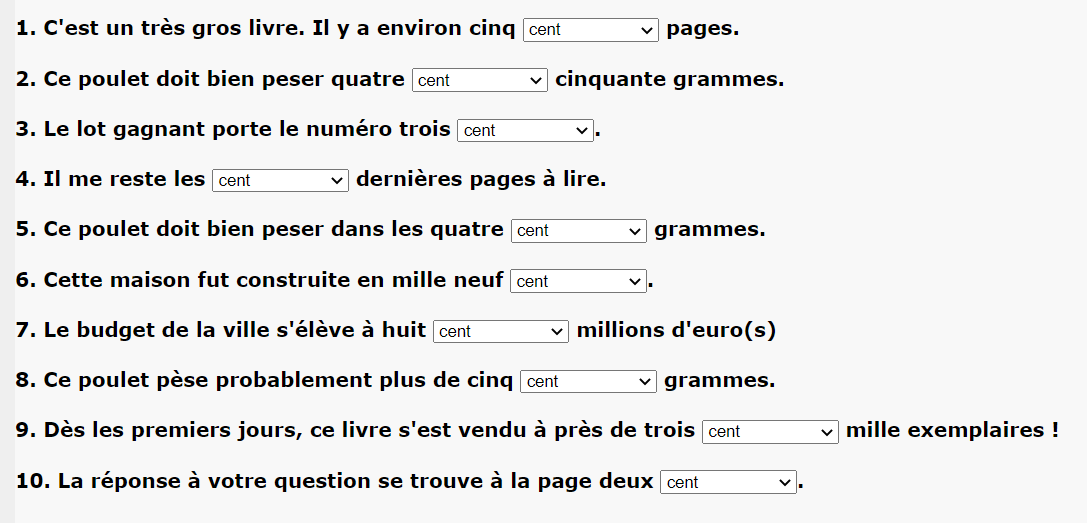 1. C'est un très gros livre. Il y a environ cinq cent pages.
2. Ce poulet doit bien peser quatre cent cinquante grammes.
3. Le lot gagnant porte le numéro trois cent.
4. Il me reste les cent dernières pages à lire.
5. Ce poulet doit bien peser dans les quatre cent grammes.
6. Cette maison fut construite en mille neuf cent.
7. Le budget de la ville s'élève à huit cent millions d'euro(s)
8. Ce poulet pèse probablement plus de cinq cent grammes.
9. Dès les premiers jours, ce livre s'est vendu à près de trois cent mille exemplaires !
10. La réponse à votre question se trouve à la page deux cent.